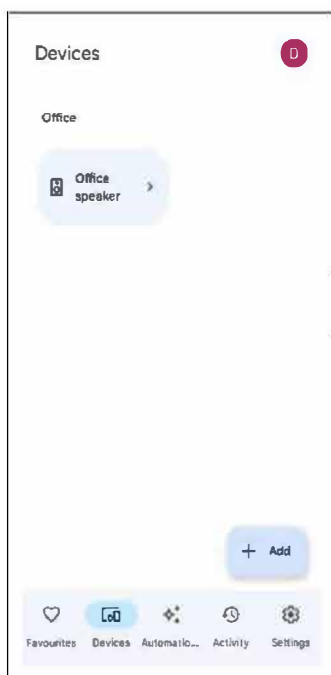 Devices
D
Office
Office
speaker
Add
Favourites
Devices
Automatio...
Activity
Settings